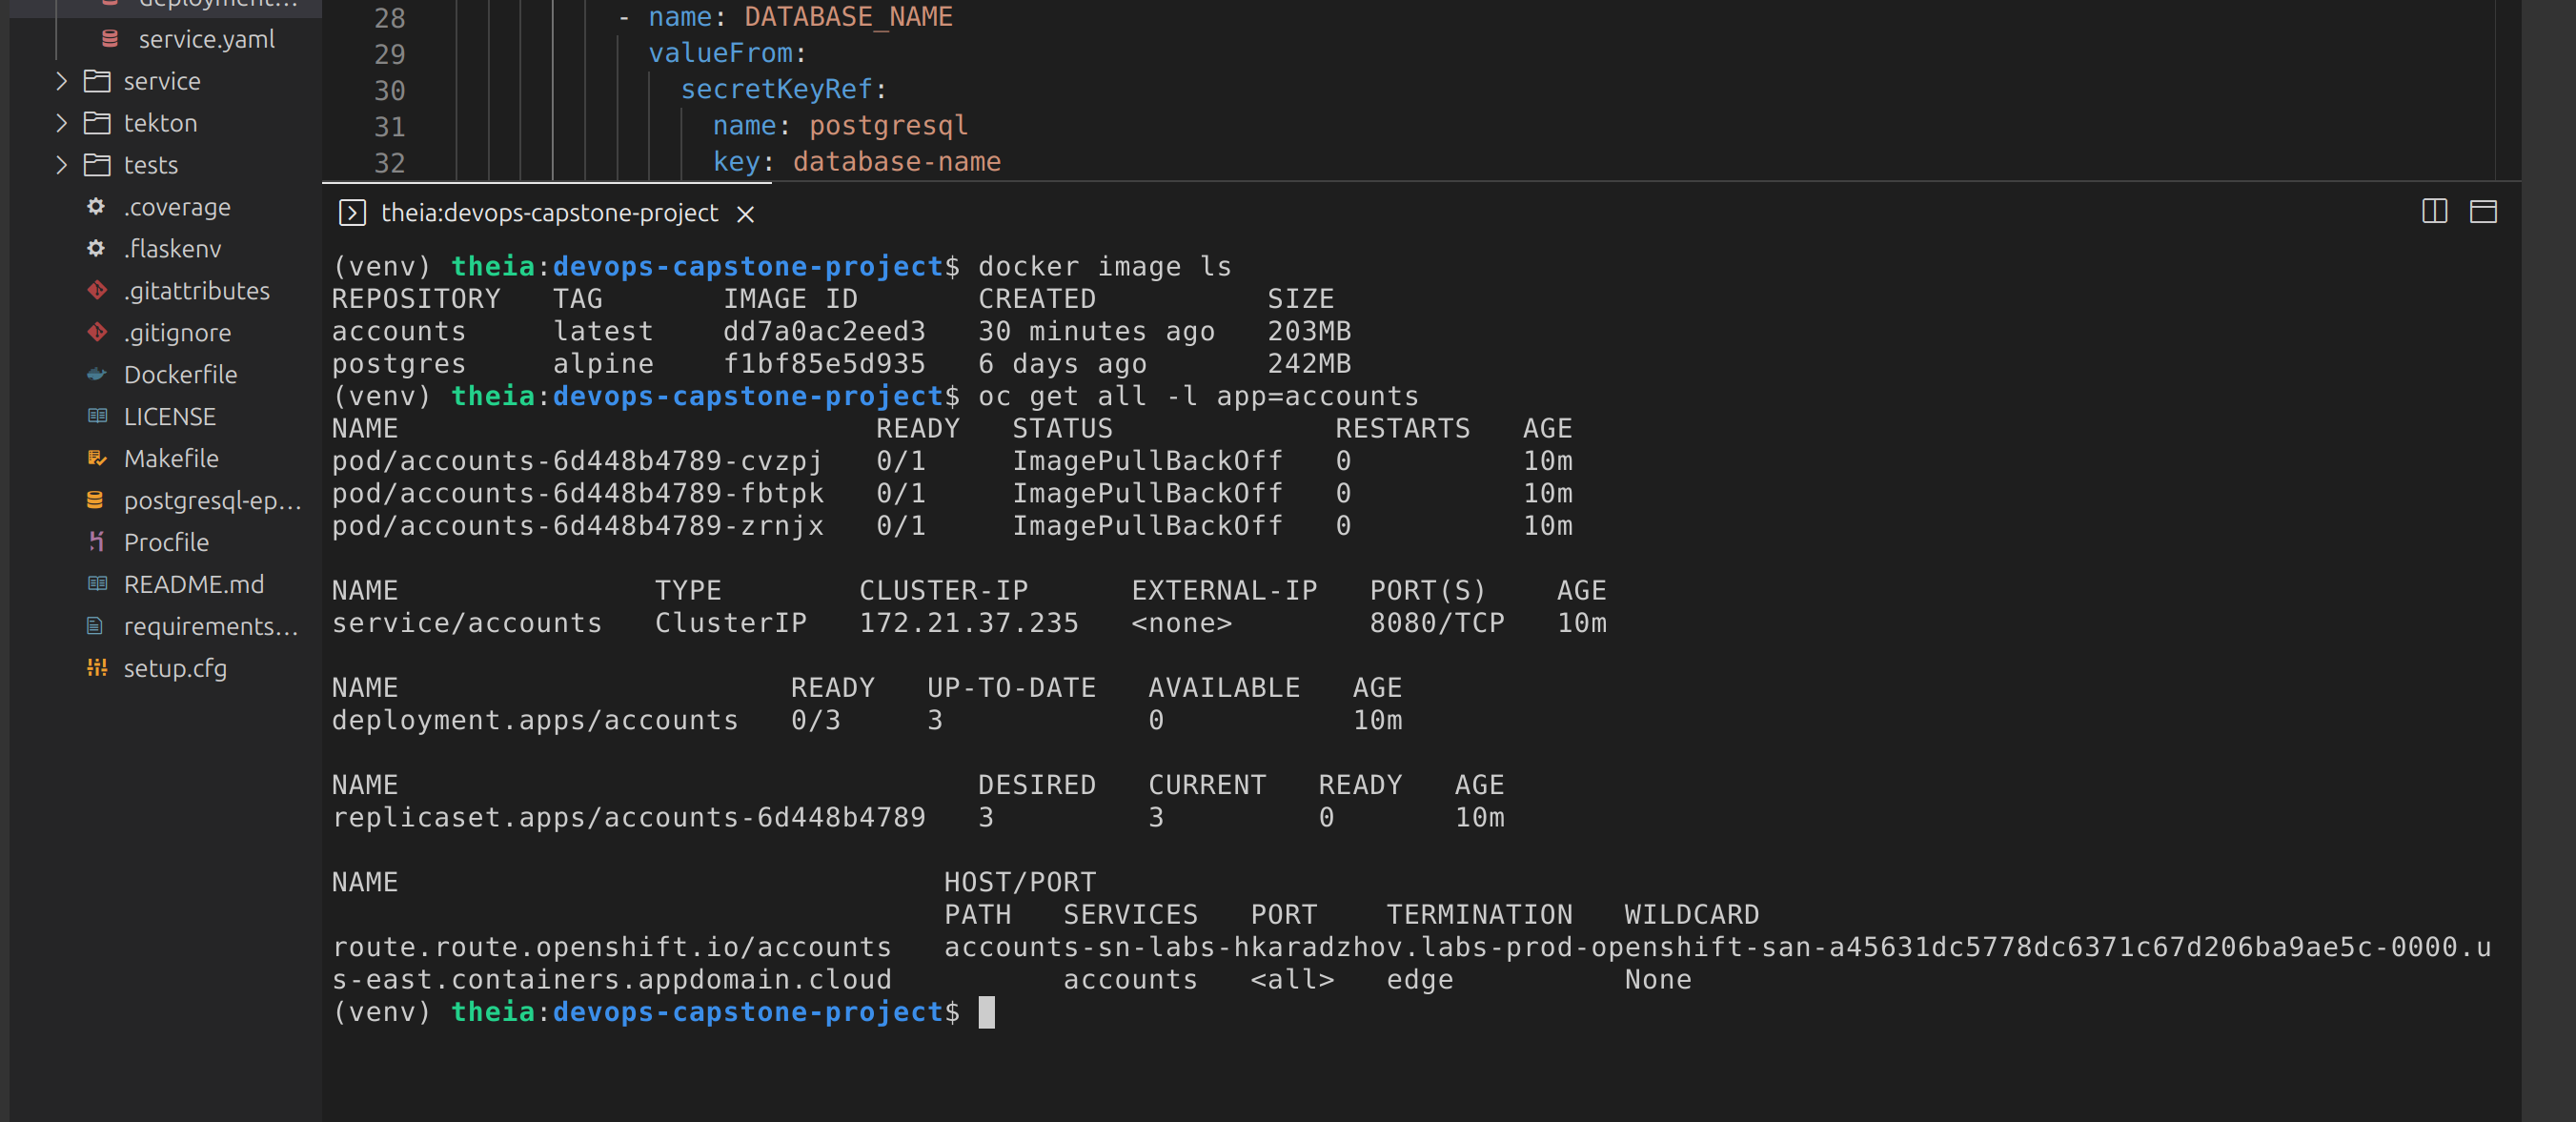 deployment...
service.yaml
service
tekton
tests
.coverage
.flaskenv
.gitattributes
.gitignore
Dockerfile
LICENSE
Makefile
postgresql-ep...
Procfile
README.md
requirements...
setup.cfg
28 - name: DATABASE_NAME
29 valueFrom:
30 secretKeyRef:
31 name: postgresql
32 key: database-name
theia:devops-capstone-project
(venv) theia:devops-capstone-project$ docker image ls
REPOSITORY TAG IMAGE ID CREATED SIZE
accounts latest dd7a0ac2eed3 30 minutes ago 203MB
postgres alpine f1bf85e5d935 6 days ago 242MB
(venv) theia:devops-capstone-project$ oc get all -l app=accounts
NAME READY STATUS RESTARTS AGE
pod/accounts-6d448b4789-cvzpj 0/1 ImagePullBackOff 0 10m
pod/accounts-6d448b4789-fbtpk 0/1 ImagePullBackOff 0 10m
pod/accounts-6d448b4789-zrnjx 0/1 ImagePullBackOff 0 10m
NAME TYPE CLUSTER-IP EXTERNAL-IP PORT(S) AGE
service/accounts ClusterIP 172.21.37.235 <none> 8080/TCP 10m
NAME READY UP-TO-DATE AVAILABLE AGE
deployment.apps/accounts 0/3 3 0 10m
NAME DESIRED CURRENT READY AGE
replicaset.apps/accounts-6d448b4789 3 3 0 10m
NAME HOST/PORT
PATH SERVICES PORT TERMINATION WILDCARD
route.route.openshift.io/accounts accounts-sn-labs-hkaradzhov.labs-prod-openshift-san-a45631dc5778dc6371c67d206ba9ae5c-0000.u
s-east.containers.appdomain.cloud accounts <all> edge None
(venv) theia:devops-capstone-project$